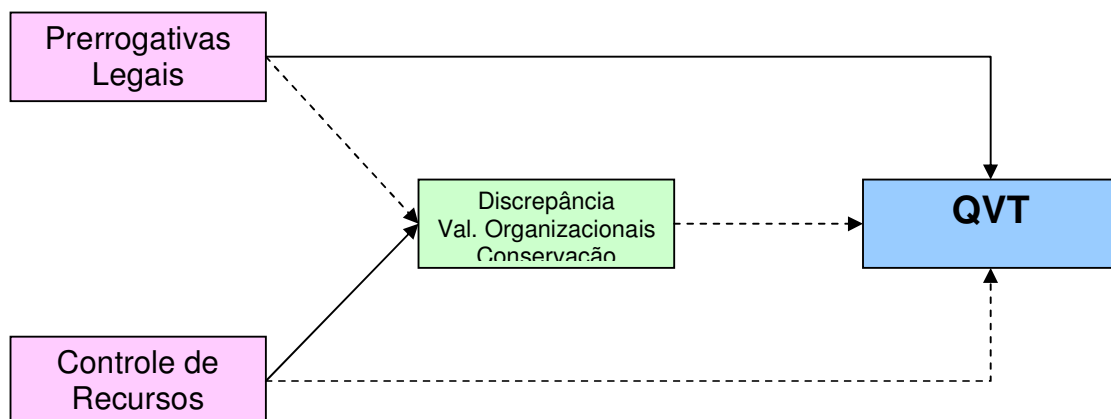 Prerrogativas
Legais
Discrepância
Val. Organizacionais
Conservação
QVT
Controle de
Recursos